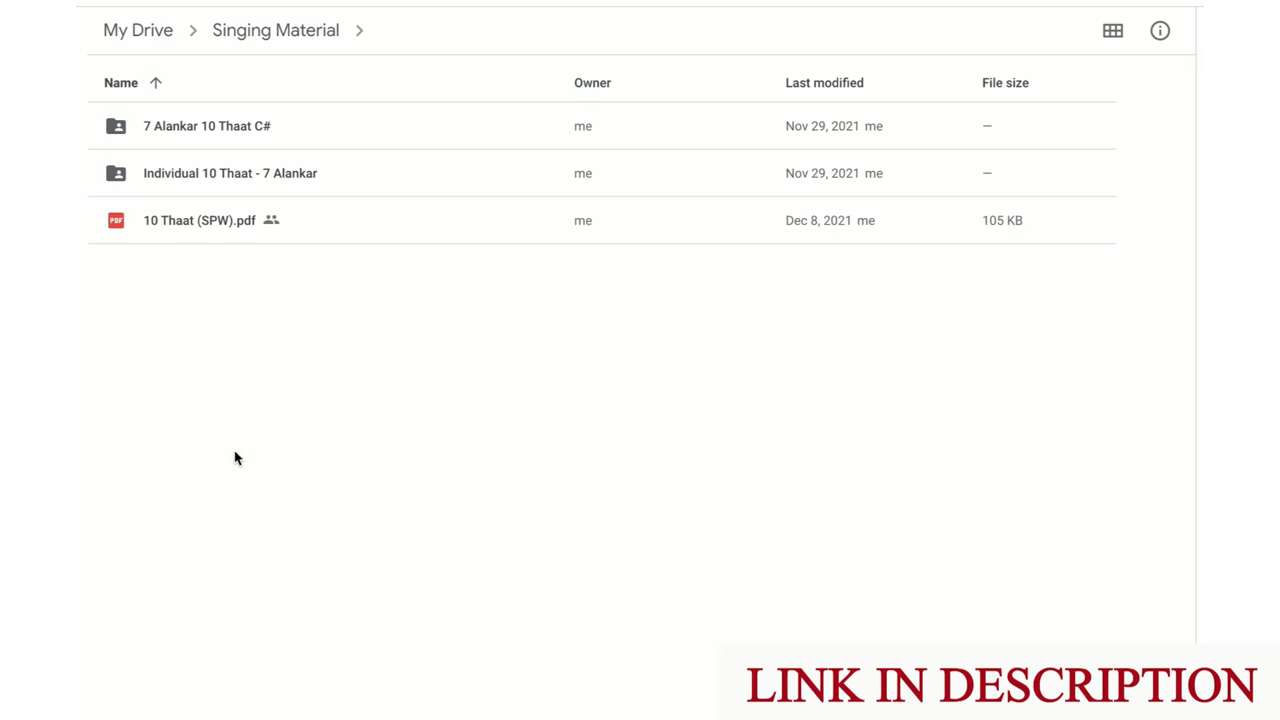 My Drive > Singing Material >
Name ↑ Owner Last modified File size
7 Alankar 10 Thaat C# me Nov 29, 2021 me —
Individual 10 Thaat - 7 Alankar me Nov 29, 2021 me —
PDF 10 Thaat (SPW).pdf me Dec 8, 2021 me 105 KB
LINK IN DESCRIPTION